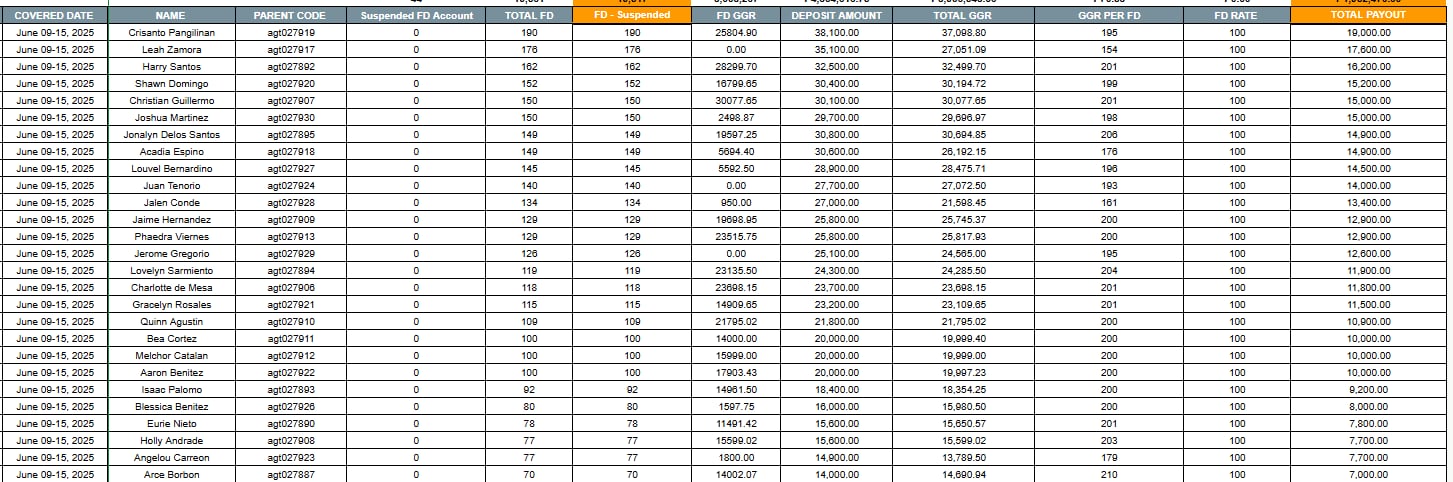 COVERED DATE NAME PARENT CODE Suspended FD Account TOTAL FD FD - Suspended FD GGR DEPOSIT AMOUNT TOTAL GGR GGR PER FD FD RATE TOTAL PAYOUT
June 09-15, 2025 Crisanto Pangilinan agt027919 0 190 190 25804.90 38,100.00 37,098.80 195 100 19,000.00
June 09-15, 2025 Leah Zamora agt027917 0 176 176 0.00 35,100.00 27,051.09 154 100 17,600.00
June 09-15, 2025 Harry Santos agt027892 0 162 162 28299.70 32,500.00 32,499.70 201 100 16,200.00
June 09-15, 2025 Shawn Domingo agt027920 0 152 152 16799.65 30,400.00 30,194.72 199 100 15,200.00
June 09-15, 2025 Christian Guillermo agt027907 0 150 150 30077.65 30,100.00 30,077.65 201 100 15,000.00
June 09-15, 2025 Joshua Martinez agt027930 0 150 150 2498.87 29,700.00 29,696.97 198 100 15,000.00
June 09-15, 2025 Jonalyn Delos Santos agt027895 0 149 149 19597.25 30,800.00 30,694.85 206 100 14,900.00
June 09-15, 2025 Acadia Espino agt027918 0 149 149 5694.40 30,600.00 26,192.15 176 100 14,900.00
June 09-15, 2025 Louvel Bernardino agt027927 0 145 145 5592.50 28,900.00 28,475.71 196 100 14,500.00
June 09-15, 2025 Juan Tenorio agt027924 0 140 140 0.00 27,700.00 27,072.50 193 100 14,000.00
June 09-15, 2025 Jalen Conde agt027928 0 134 134 950.00 27,000.00 21,598.45 161 100 13,400.00
June 09-15, 2025 Jaime Hernandez agt027909 0 129 129 19698.95 25,800.00 25,745.37 200 100 12,900.00
June 09-15, 2025 Phaedra Viernes agt027913 0 129 129 23515.75 25,800.00 25,817.93 200 100 12,900.00
June 09-15, 2025 Jerome Gregorio agt027929 0 126 126 0.00 25,100.00 24,565.00 195 100 12,600.00
June 09-15, 2025 Lovelyn Sarmiento agt027894 0 119 119 23135.50 24,300.00 24,285.50 204 100 11,900.00
June 09-15, 2025 Charlotte de Mesa agt027906 0 118 118 23698.15 23,700.00 23,698.15 201 100 11,800.00
June 09-15, 2025 Gracelyn Rosales agt027921 0 115 115 14909.65 23,200.00 23,109.65 201 100 11,500.00
June 09-15, 2025 Quinn Agustin agt027910 0 109 109 21795.02 21,800.00 21,795.02 200 100 10,900.00
June 09-15, 2025 Bea Cortez agt027911 0 100 100 14000.00 20,000.00 19,999.40 200 100 10,000.00
June 09-15, 2025 Melchor Catalan agt027912 0 100 100 15999.00 20,000.00 19,999.00 200 100 10,000.00
June 09-15, 2025 Aaron Benitez agt027922 0 100 100 17903.43 20,000.00 19,997.23 200 100 10,000.00
June 09-15, 2025 Isaac Palomo agt027893 0 92 92 14961.50 18,400.00 18,354.25 200 100 9,200.00
June 09-15, 2025 Blessica Benitez agt027926 0 80 80 1597.75 16,000.00 15,980.50 200 100 8,000.00
June 09-15, 2025 Eurie Nieto agt027890 0 78 78 11491.42 15,600.00 15,650.57 201 100 7,800.00
June 09-15, 2025 Holly Andrade agt027908 0 77 77 15599.02 15,600.00 15,599.02 203 100 7,700.00
June 09-15, 2025 Angelou Carreon agt027923 0 77 77 1800.00 14,900.00 13,789.50 179 100 7,700.00
June 09-15, 2025 Arce Borbon agt027887 0 70 70 14002.07 14,000.00 14,690.94 210 100 7,000.00